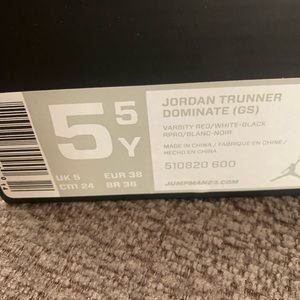 5 5
Y
UK 5 EUR 38
cm 24 BR 36
JORDAN TRUNNER
DOMINATE (GS)
VARSITY RED/WHITE-BLACK
RPRO/BLANC-NOIR
MADE IN CHINA / FABRIQUE EN CHINE /
HECHO EN CHINA
510820 600
JUMPMAN23.COM